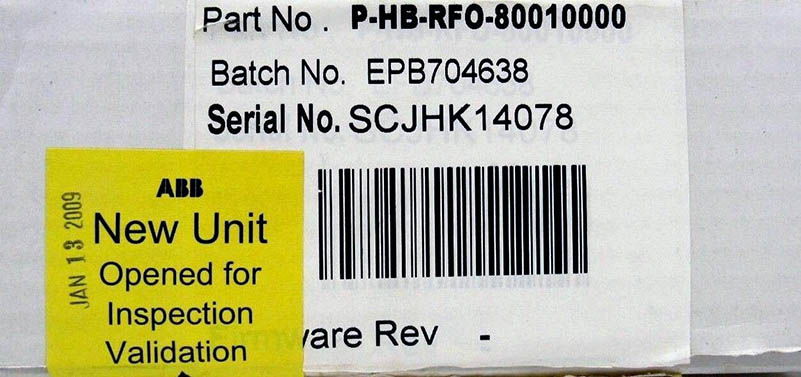 Part No . P-HB-RFO-80010000
Batch No. EPB704638
Serial No. SCJHK14078
ABB
JAN 13 2009
New Unit
Opened for
Inspection
Validation
ware Rev -